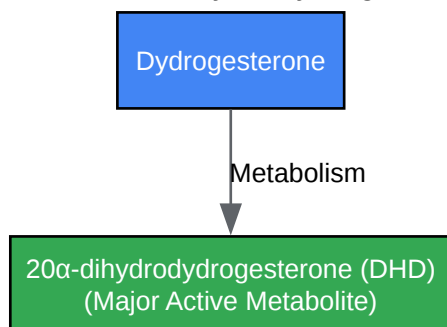 Dydrogesterone
Metabolism
20α-dihydrodydrogesterone (DHD)
(Major Active Metabolite)